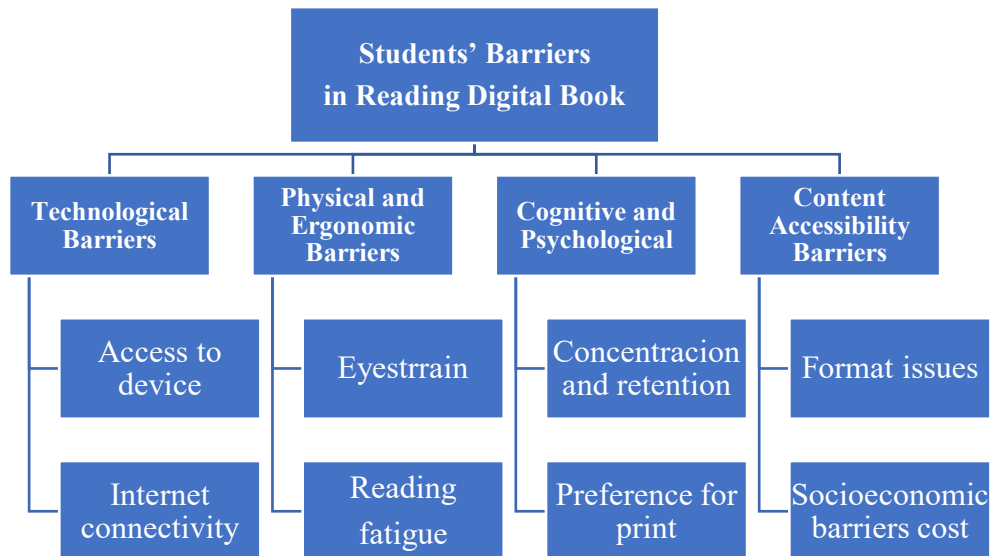 Students’ Barriers
in Reading Digital Book
Technological
Barriers
Physical and
Ergonomic
Barriers
Cognitive and
Psychological
Content
Accessibility
Barriers
Access to
device
Eyestrrain
Concentracion
and retention
Format issues
Internet
connectivity
Reading
fatigue
Preference for
print
Socioeconomic
barriers cost